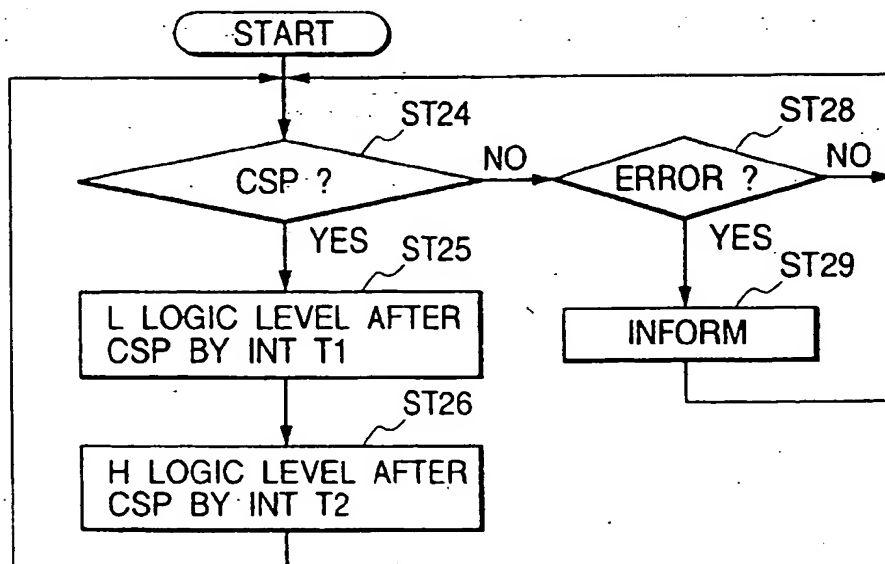 START
ST24
CSP ?
NO
ST28
ERROR ?
NO
YES
ST25
L LOGIC LEVEL AFTER
CSP BY INT T1
YES
ST29
INFORM
ST26
H LOGIC LEVEL AFTER
CSP BY INT T2